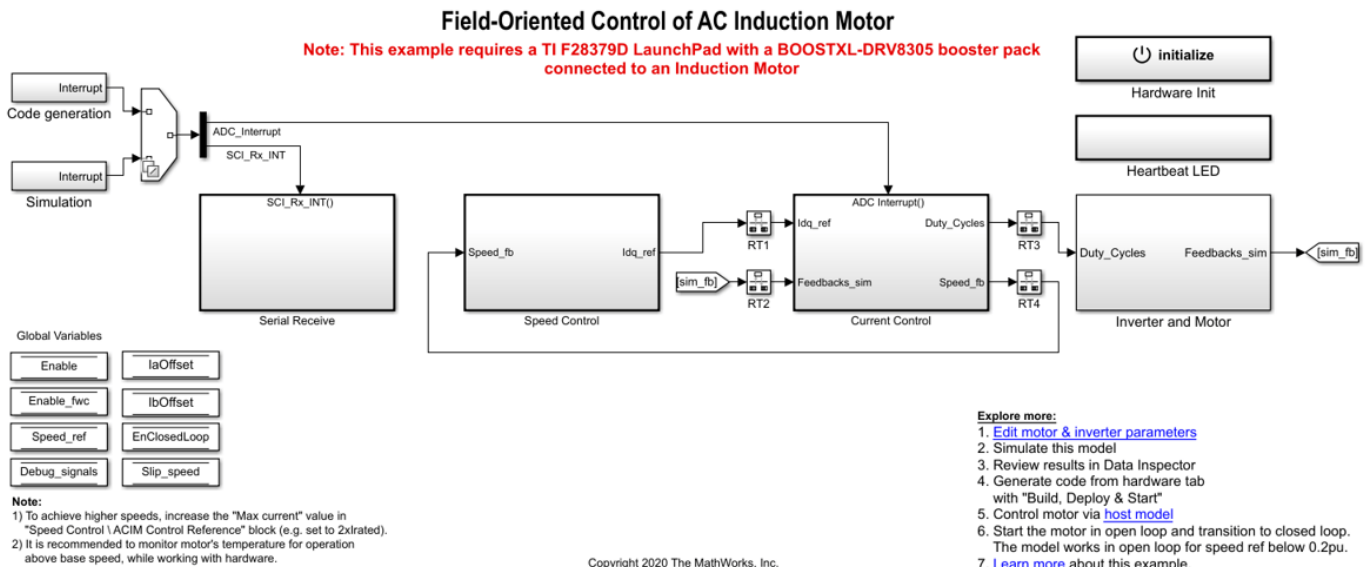 Field-Oriented Control of AC Induction Motor
Note: This example requires a TI F28379D LaunchPad with a BOOSTXL-DRV8305 booster pack
connected to an Induction Motor
initialize
Hardware Init
Heartbeat LED
Interrupt
Code generation
Interrupt
Simulation
ADC_Interrupt
SCI_Rx_INT
SCI_Rx_INT()
Serial Receive
Speed_fb
Idq_ref
Speed Control
RT1
[sim_fb]
RT2
ADC Interrupt()
Idq_ref
Duty_Cycles
Feedbacks_sim
Speed_fb
Current Control
RT3
RT4
Duty_Cycles
Feedbacks_sim
Inverter and Motor
[sim_fb]
Global Variables
Enable
IaOffset
Enable_fwc
IbOffset
Speed_ref
EnClosedLoop
Debug_signals
Slip_speed
Note:
1) To achieve higher speeds, increase the "Max current" value in
"Speed Control \ ACIM Control Reference" block (e.g. set to 2xIrated).
2) It is recommended to monitor motor's temperature for operation
above base speed, while working with hardware.
Copyright 2020 The MathWorks, Inc.
Explore more:
1. Edit motor & inverter parameters
2. Simulate this model
3. Review results in Data Inspector
4. Generate code from hardware tab
with "Build, Deploy & Start"
5. Control motor via host model
6. Start the motor in open loop and transition to closed loop.
The model works in open loop for speed ref below 0.2pu.
7. Learn more about this example